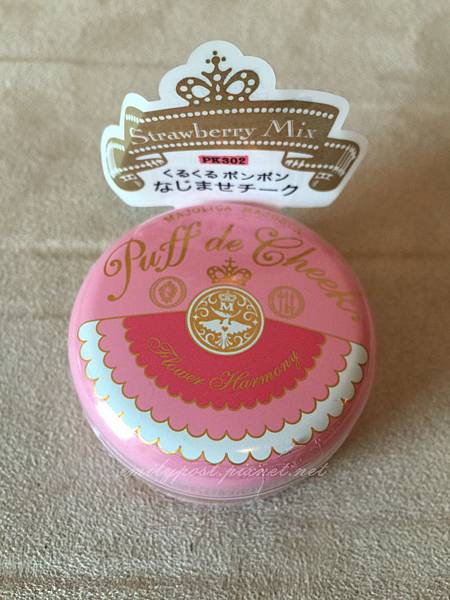 Strawberry Mix
PK302
くるくる ポンポン
なじませチーク
MAJOLICA MAJORCA
Puff de Cheek
M
Flower Harmony
emilypost.pixnet.net